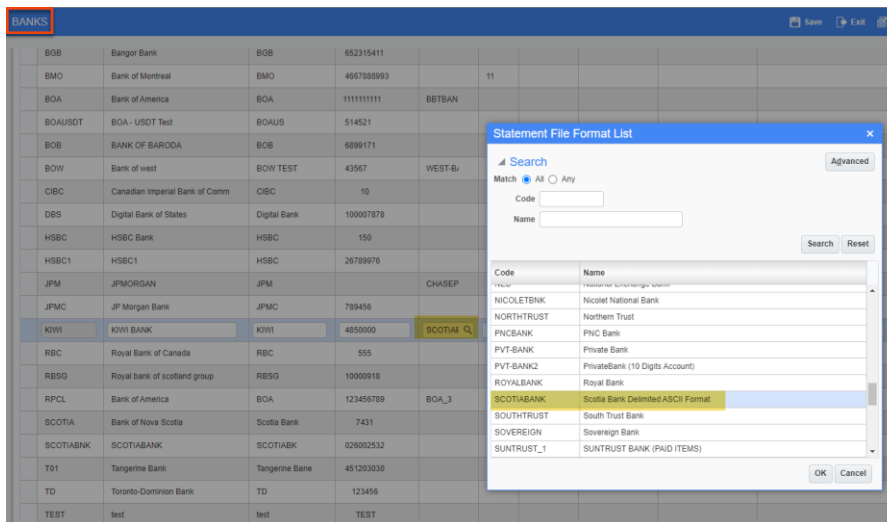 BANKS Save Exit
BGB Bangor Bank BGB 652315411
BMO Bank of Montreal BMO 4667888993 11
BOA Bank of America BOA 1111111111 BBTBAN
BOAUSDT BOA - USDT Test BOAUS 514521
BOB BANK OF BARODA BOB 6899171
BOW Bank of west BOW TEST 43567 WEST-B/
CIBC Canadian Imperial Bank of Comm CIBC 10
DBS Digital Bank of States Digital Bank 100007878
HSBC HSBC Bank HSBC 150
HSBC1 HSBC1 HSBC 26789976
JPM JPMORGAN JPM CHASEP
JPMC JP Morgan Bank JPMC 789456
KIWI KIWI BANK KIWI 4850000 SCOTIAE
RBC Royal Bank of Canada RBC 555
RBSG Royal bank of scotland group RBSG 10000918
RPCL Bank of America BOA 123456789 BOA_3
SCOTIA Bank of Nova Scotia Scotia Bank 7431
SCOTIABNK SCOTIABANK SCOTIABK 026002532
T01 Tangerine Bank Tangerine Bane 451203030
TD Toronto-Dominion Bank TD 123456
TEST test test TEST
Statement File Format List ×
Search Advanced
Match All Any
Code
Name
Search Reset
Code Name
National Exchange Bank
NICOLETBNK Nicolet National Bank
NORTHTRUST Northern Trust
PNCBANK PNC Bank
PVT-BANK Private Bank
PVT-BANK2 PrivateBank (10 Digits Account)
ROYALBANK Royal Bank
SCOTIABANK Scotia Bank Delimited ASCII Format
SOUTHTRUST South Trust Bank
SOVEREIGN Sovereign Bank
SUNTRUST_1 SUNTRUST BANK (PAID ITEMS)
OK Cancel